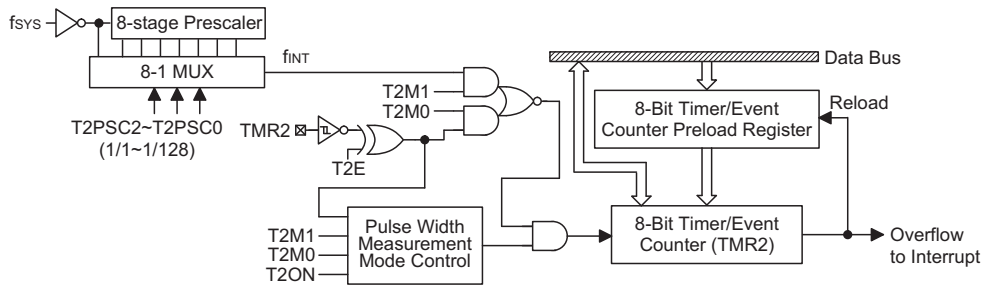 fSYS
8-stage Prescaler
8-1 MUX
fINT
T2PSC2~T2PSC0
(1/1~1/128)
TMR2
T2E
T2M1
T2M0
T2M1
T2M0
T2ON
Pulse Width
Measurement
Mode Control
Data Bus
8-Bit Timer/Event
Counter Preload Register
Reload
8-Bit Timer/Event
Counter (TMR2)
Overflow
to Interrupt